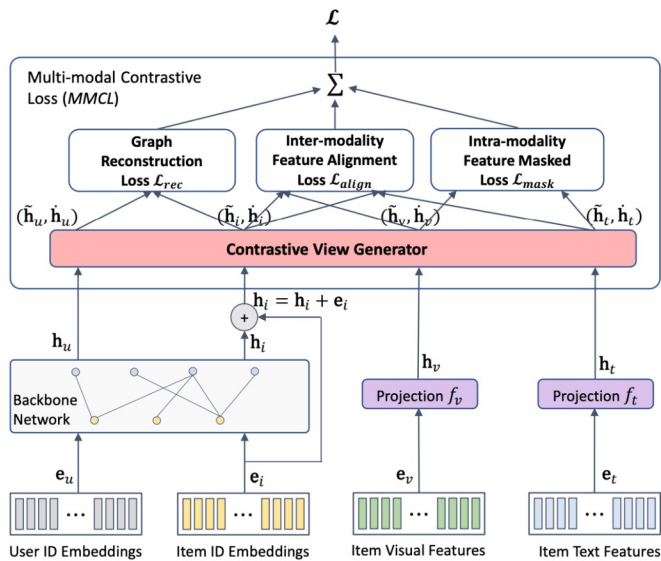 𝓛
Multi-modal Contrastive
Loss (MMCL)
∑
Graph
Reconstruction
Loss 𝓛_rec
Inter-modality
Feature Alignment
Loss 𝓛_align
Intra-modality
Feature Masked
Loss 𝓛_mask
(h̃_u, ḣ_u)
(h̃_i, ḣ_i)
(h̃_v, ḣ_v)
(h̃_t, ḣ_t)
Contrastive View Generator
h_i = h_i + e_i
+
h_u
h_i
h_v
h_t
Backbone
Network
Projection f_v
Projection f_t
e_u
e_i
e_v
e_t
...
...
...
...
User ID Embeddings
Item ID Embeddings
Item Visual Features
Item Text Features